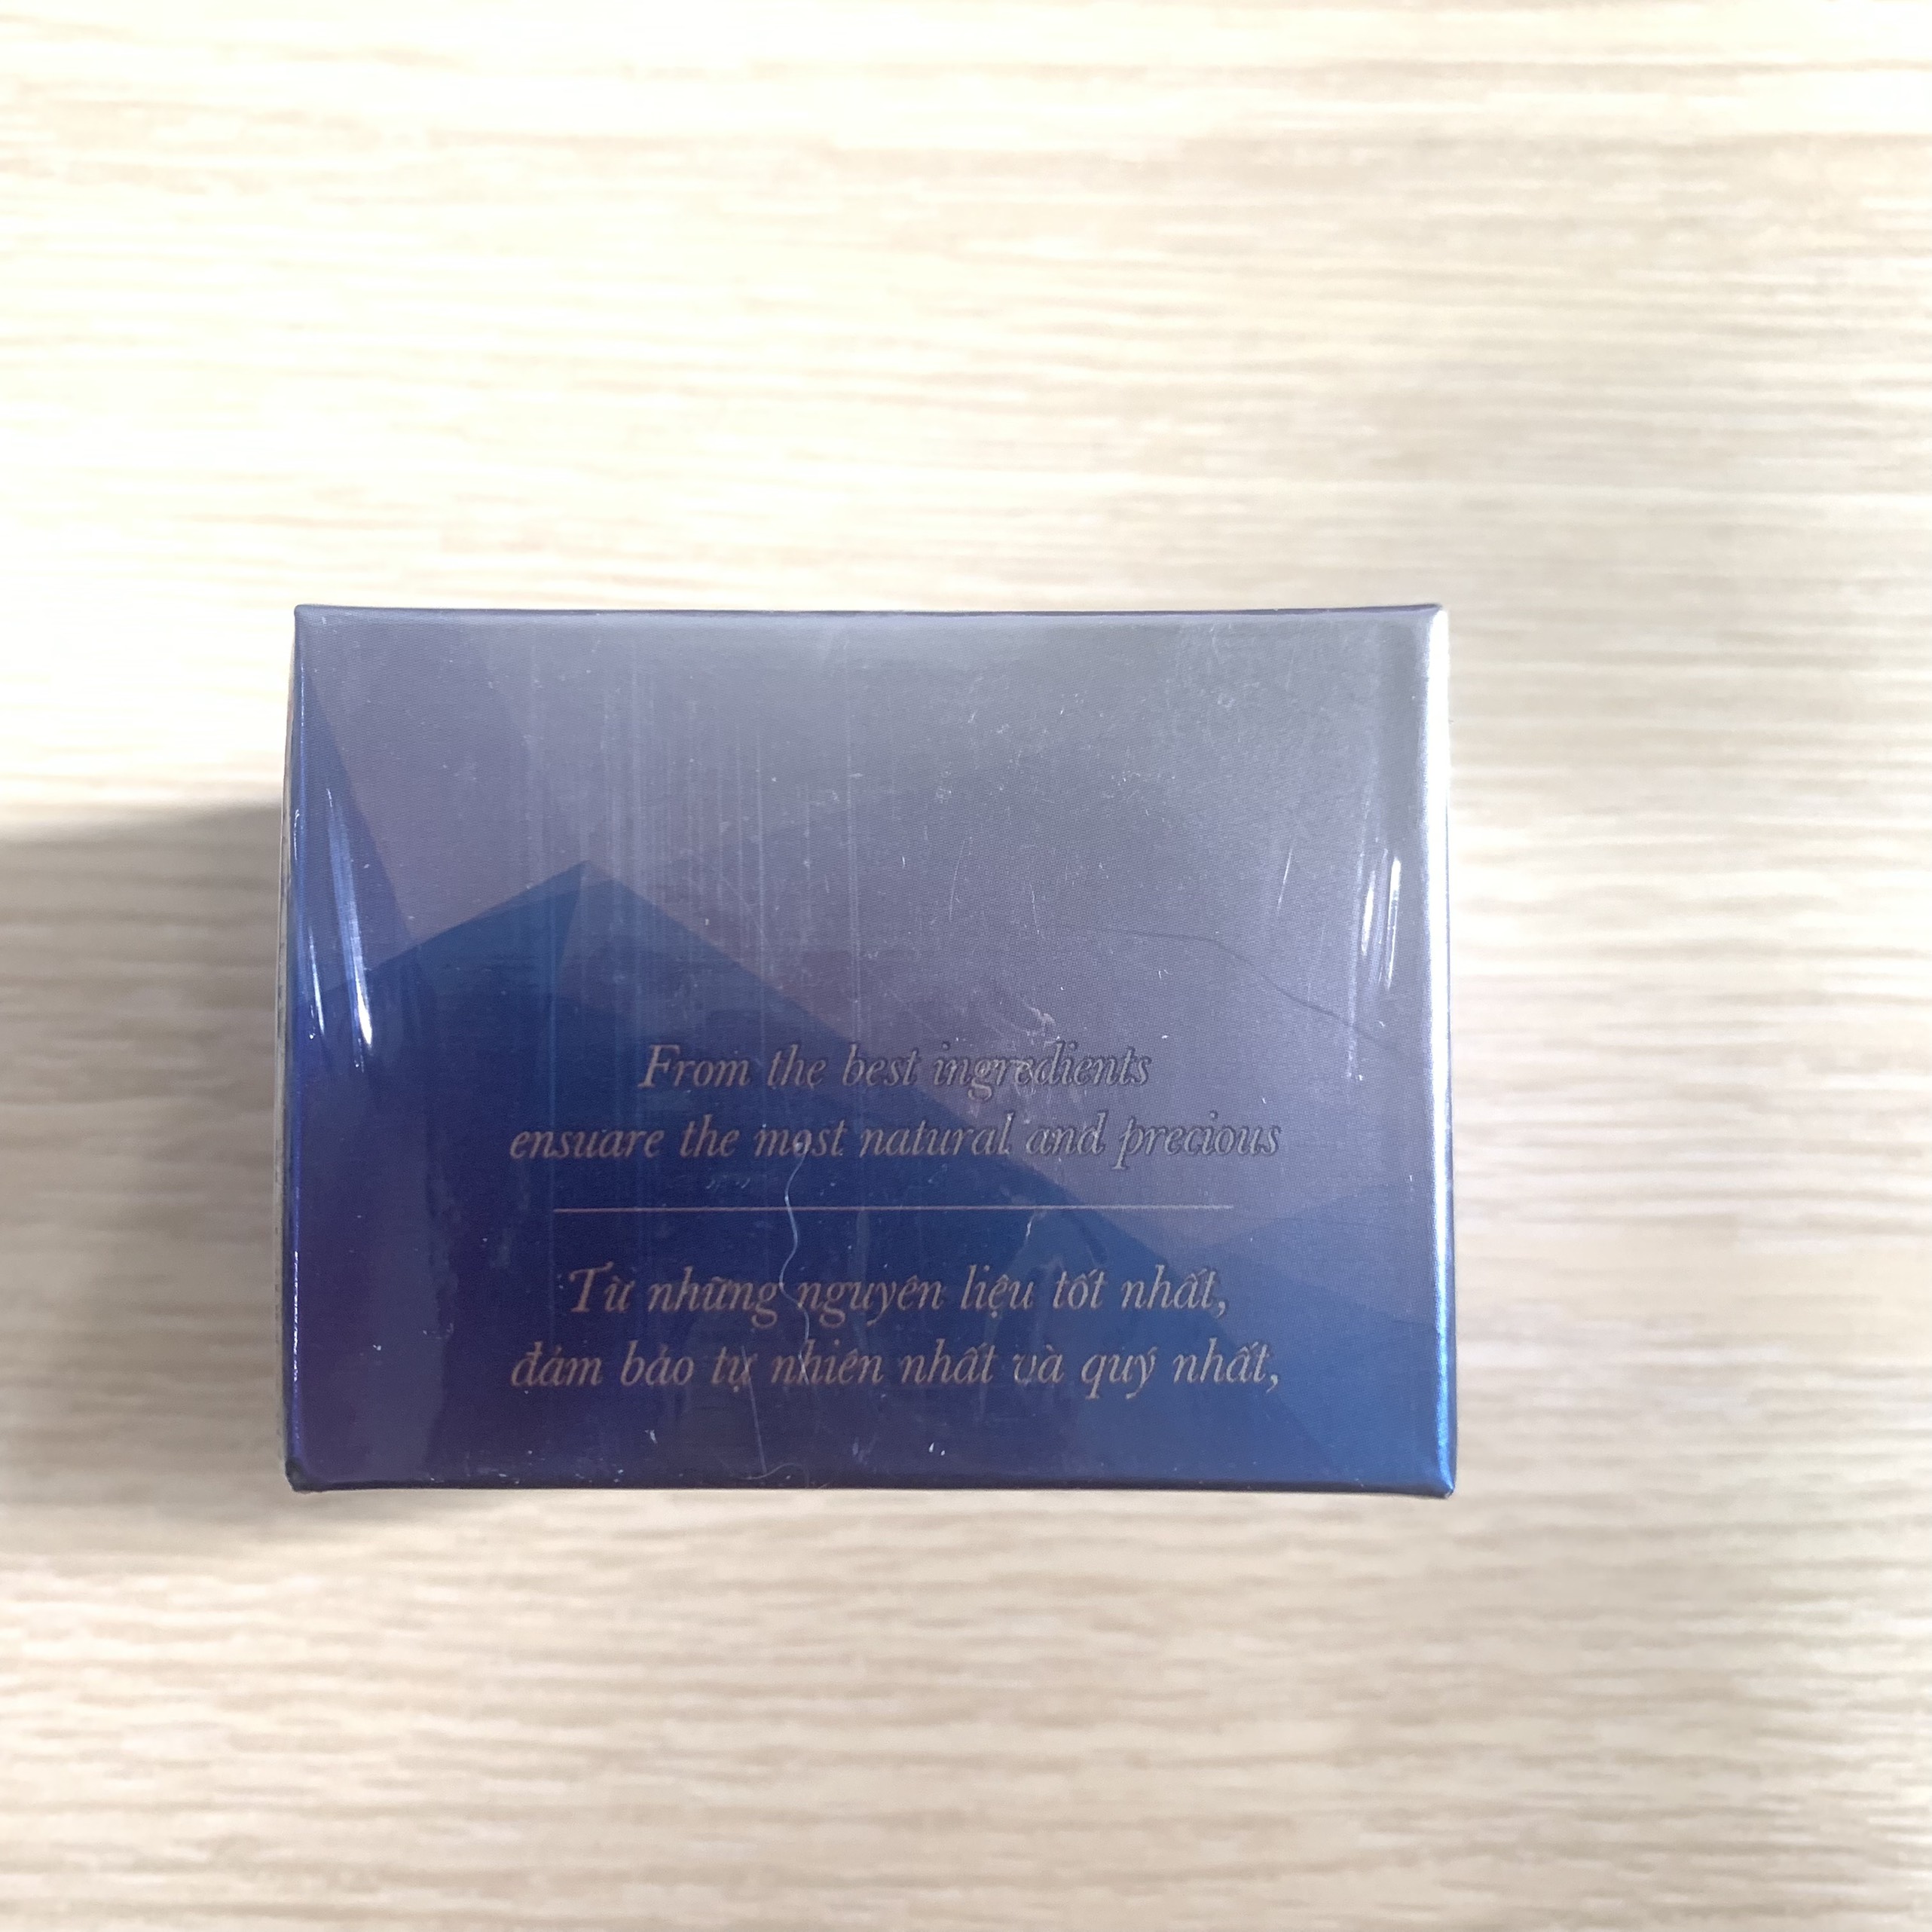 From the best ingredients
ensuare the most natural and precious
Từ những nguyên liệu tốt nhất,
đảm bảo tự nhiên nhất và quý nhất,